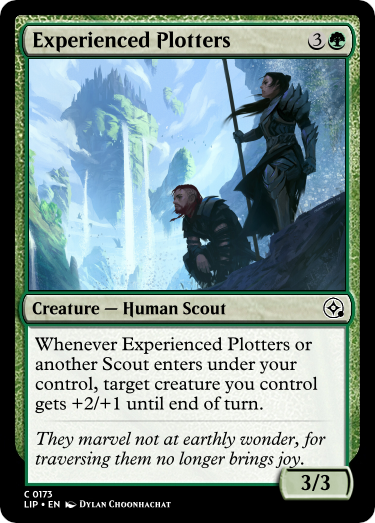 Experienced Plotters 3
Creature — Human Scout
Whenever Experienced Plotters or
another Scout enters under your
control, target creature you control
gets +2/+1 until end of turn.
They marvel not at earthly wonder, for
traversing them no longer brings joy.
3/3
C 0173
LIP • EN Dylan Choonhachat